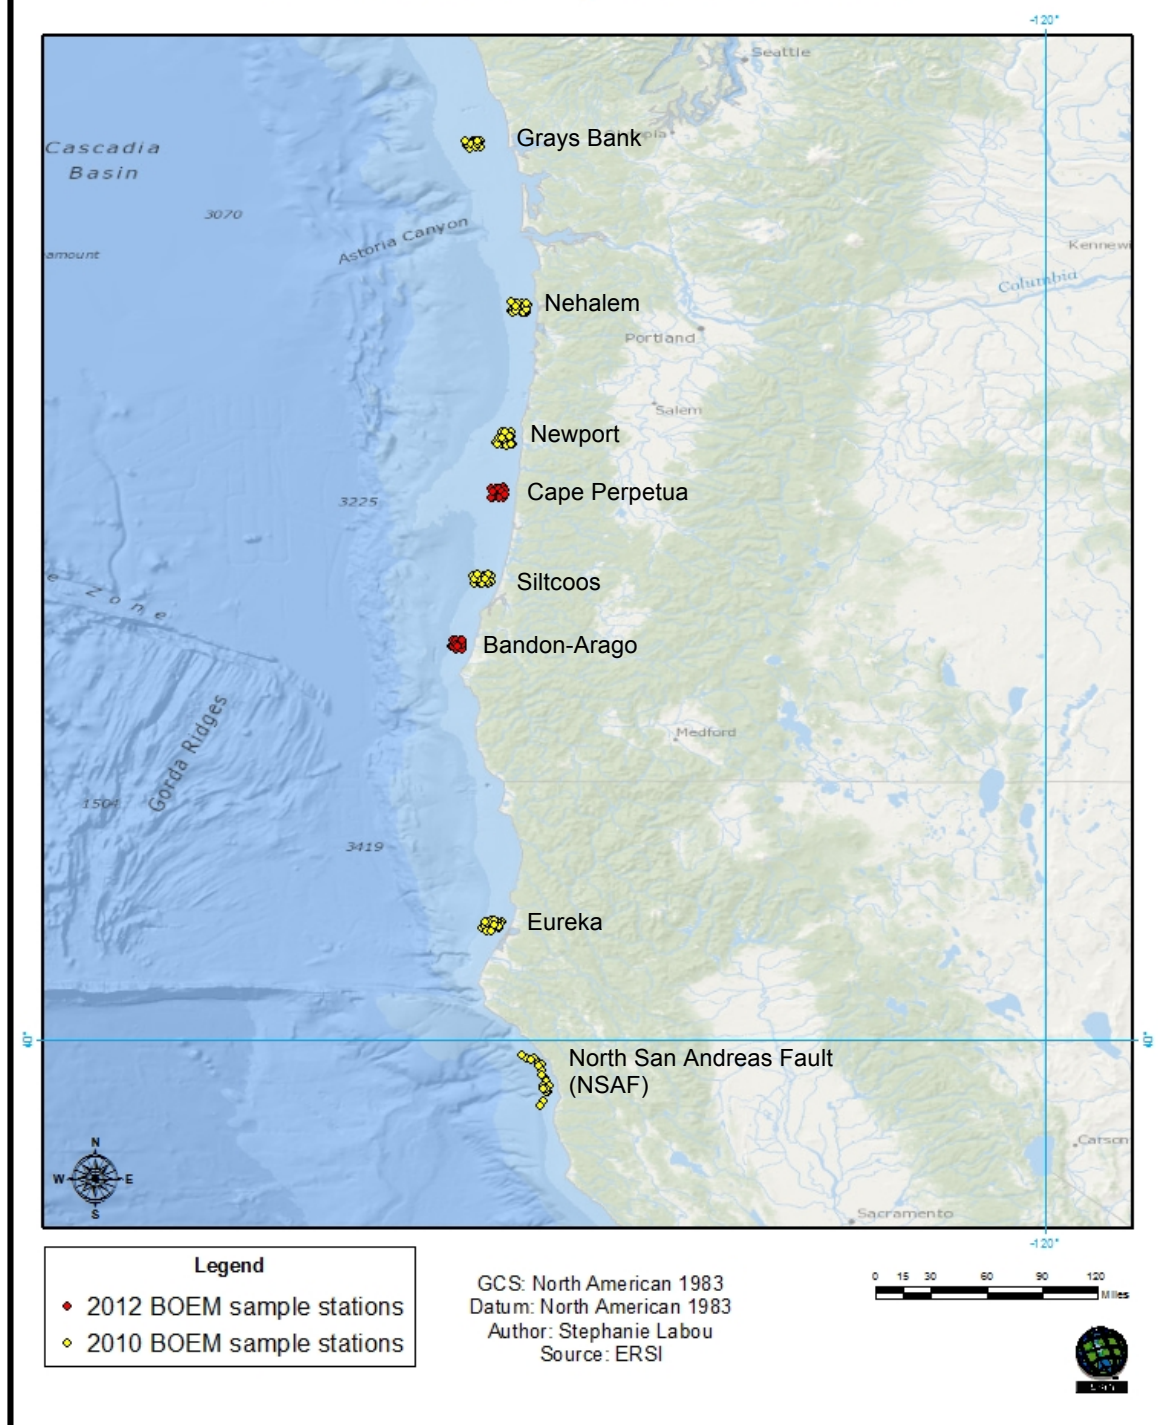 -120°
Seattle
Grays Bank
Cascadia
Basin
3070
Astoria Canyon
amount
Kennew
Columbia
Nehalem
Portland
Salem
Newport
Cape Perpetua
3225
e Zone
Siltcoos
Bandon-Arago
Gorda Ridges
Medford
1504
3419
Eureka
40°
40°
North San Andreas Fault
(NSAF)
Carson
N
W E
S
Sacramento
-120°
Legend
2012 BOEM sample stations
2010 BOEM sample stations
GCS: North American 1983
Datum: North American 1983
Author: Stephanie Labou
Source: ERSI
0 15 30 60 90 120
Miles